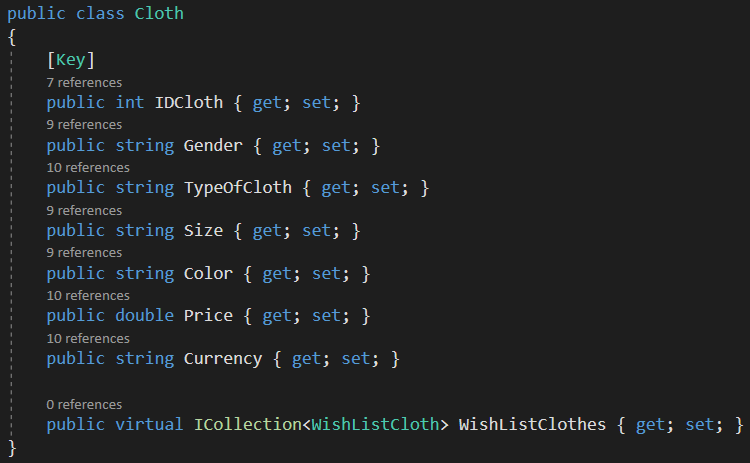 public class Cloth
{
[Key]
7 references
public int IDCloth { get; set; }
9 references
public string Gender { get; set; }
10 references
public string TypeOfCloth { get; set; }
9 references
public string Size { get; set; }
9 references
public string Color { get; set; }
10 references
public double Price { get; set; }
10 references
public string Currency { get; set; }
0 references
public virtual ICollection<WishListCloth> WishListClothes { get; set; }
}